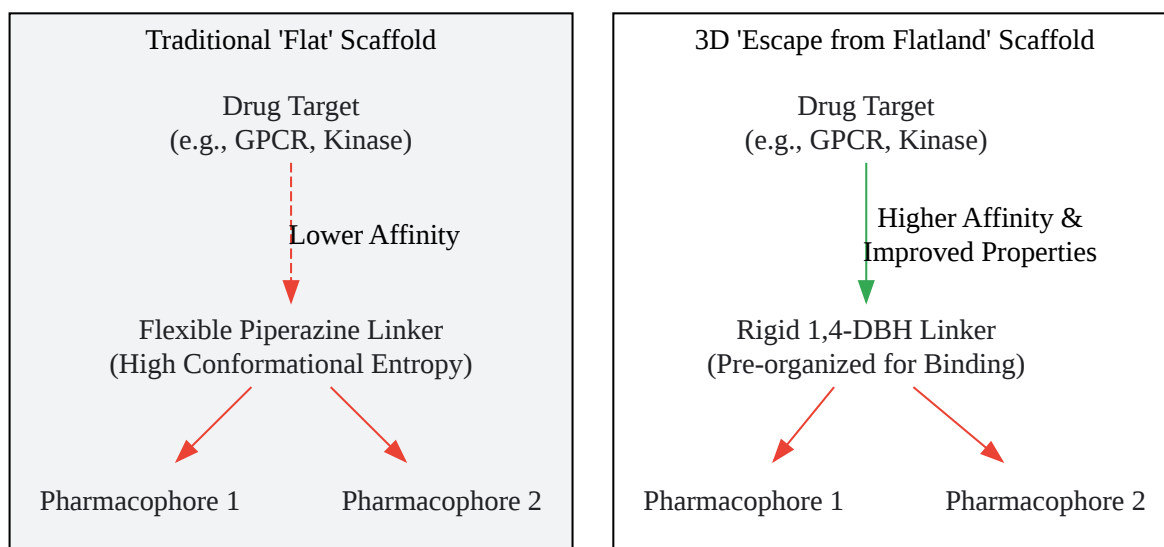 Traditional 'Flat' Scaffold
Drug Target
(e.g., GPCR, Kinase)
Lower Affinity
Flexible Piperazine Linker
(High Conformational Entropy)
Pharmacophore 1
Pharmacophore 2
3D 'Escape from Flatland' Scaffold
Drug Target
(e.g., GPCR, Kinase)
Higher Affinity &
Improved Properties
Rigid 1,4-DBH Linker
(Pre-organized for Binding)
Pharmacophore 1
Pharmacophore 2